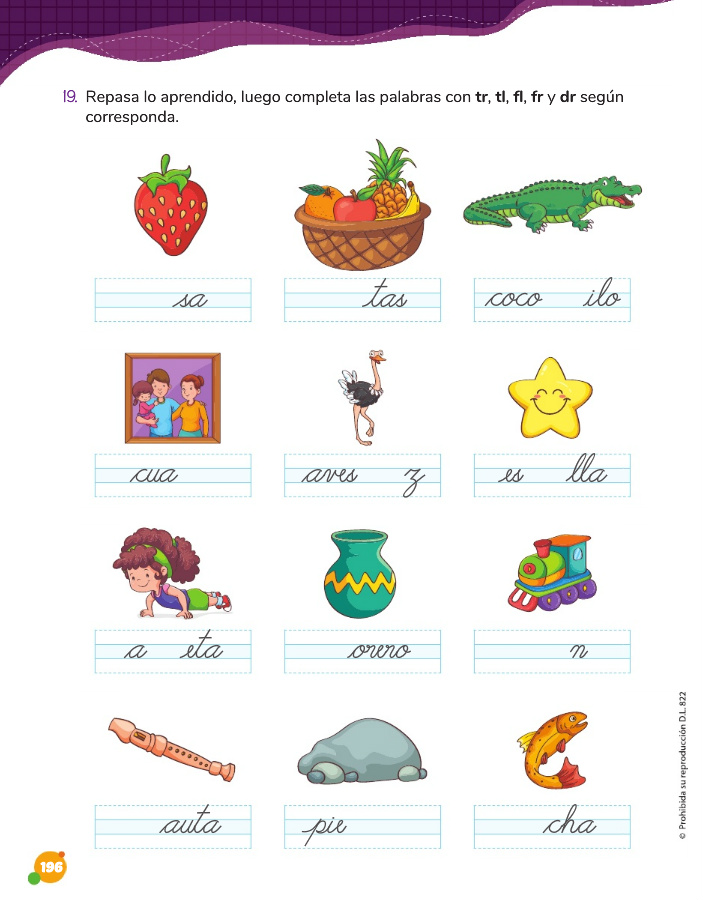 19. Repasa lo aprendido, luego completa las palabras con tr, tl, fl, fr y dr según
corresponda.
sa
tas
coco ilo
cua
aves z
es lla
a eta
orero
n
auta
pie
cha
© Prohibida su reproducción D.L. 822
196